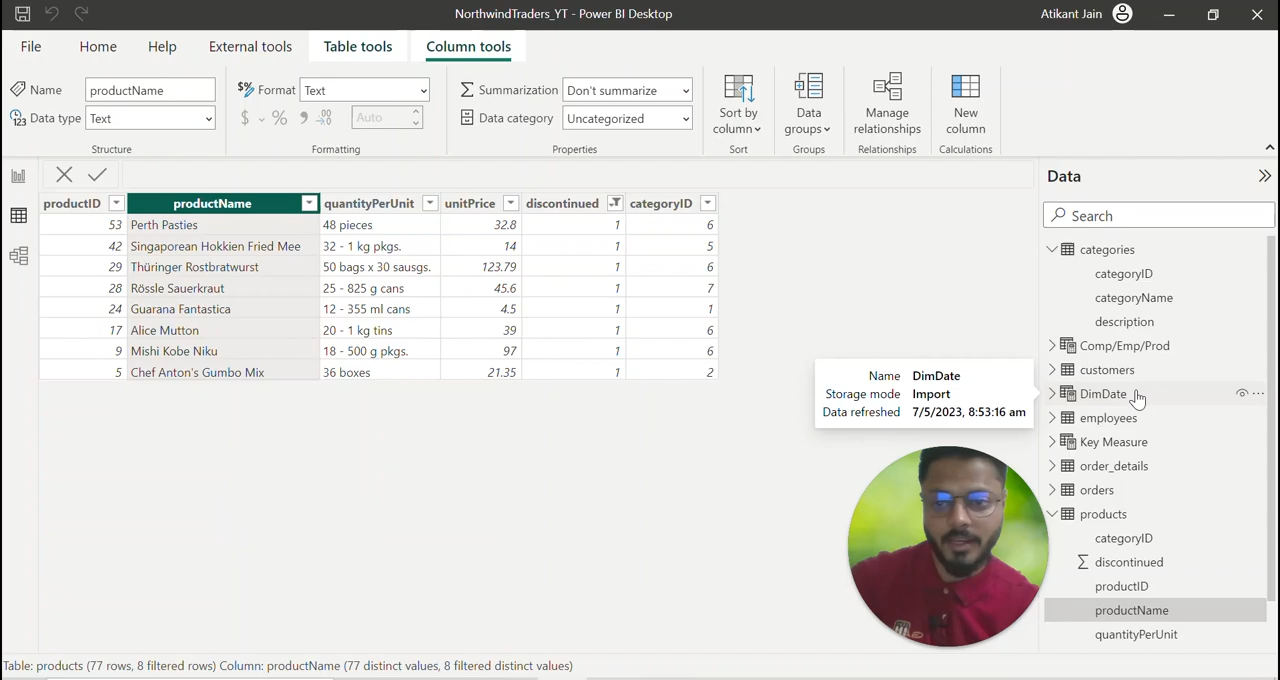 NorthwindTraders_YT - Power BI Desktop
Atikant Jain
File Home Help External tools Table tools Column tools
Name productName
Data type Text
Structure
Format Text
$ % Auto
Formatting
Summarization Don't summarize
Data category Uncategorized
Properties
Sort by
column
Sort
Data
groups
Groups
Manage
relationships
Relationships
New
column
Calculations
productID productName quantityPerUnit unitPrice discontinued categoryID
53 Perth Pasties 48 pieces 32.8 1 6
42 Singaporean Hokkien Fried Mee 32 - 1 kg pkgs. 14 1 5
29 Thüringer Rostbratwurst 50 bags x 30 sausgs. 123.79 1 6
28 Rössle Sauerkraut 25 - 825 g cans 45.6 1 7
24 Guarana Fantastica 12 - 355 ml cans 4.5 1 1
17 Alice Mutton 20 - 1 kg tins 39 1 6
9 Mishi Kobe Niku 18 - 500 g pkgs. 97 1 6
5 Chef Anton's Gumbo Mix 36 boxes 21.35 1 2
Name DimDate
Storage mode Import
Data refreshed 7/5/2023, 8:53:16 am
Data
Search
categories
categoryID
categoryName
description
Comp/Emp/Prod
customers
DimDate
employees
Key Measure
order_details
orders
products
categoryID
discontinued
productID
productName
quantityPerUnit
Table: products (77 rows, 8 filtered rows) Column: productName (77 distinct values, 8 filtered distinct values)